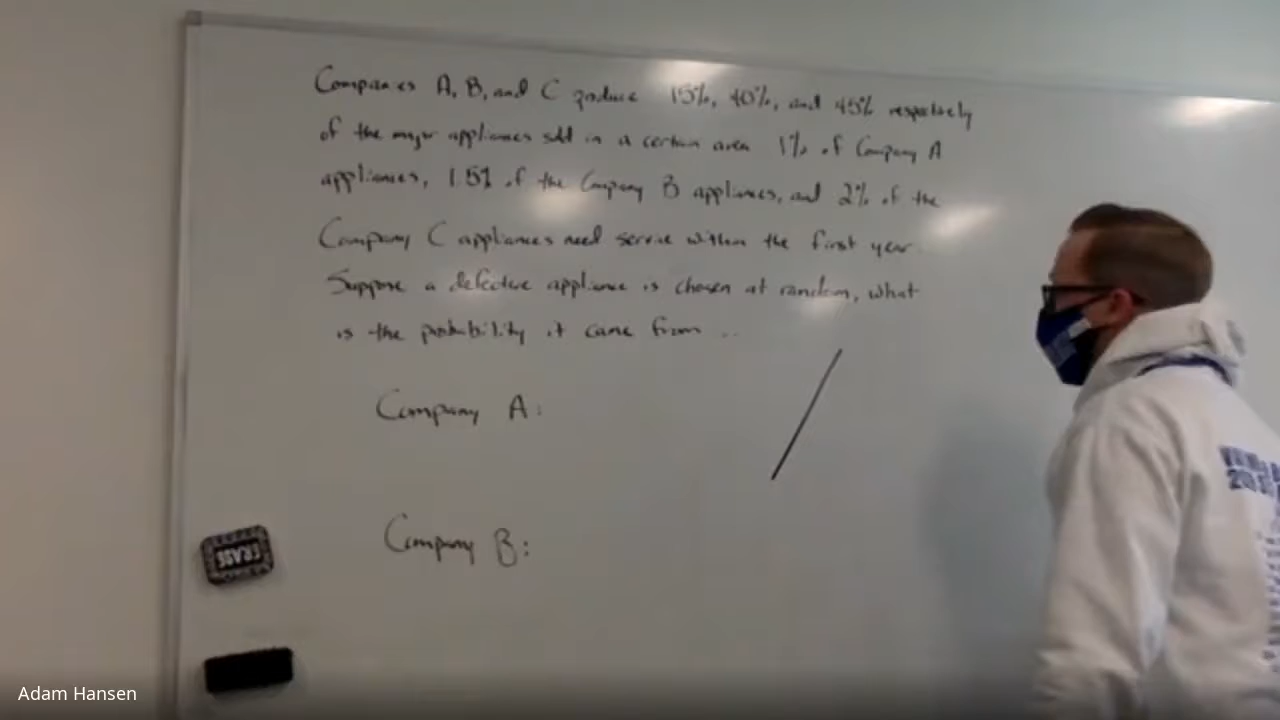 Companies A, B, and C produce 15%, 40%, and 45% respectively
of the major appliances sold in a certain area 1% of Company A
appliances, 1.5% of the Company B appliances, and 2% of the
Company C appliances need service within the first year.
Suppose a defective appliance is chosen at random, what
is the probability it came from ..
Company A:
Company B:
ERASE
Adam Hansen